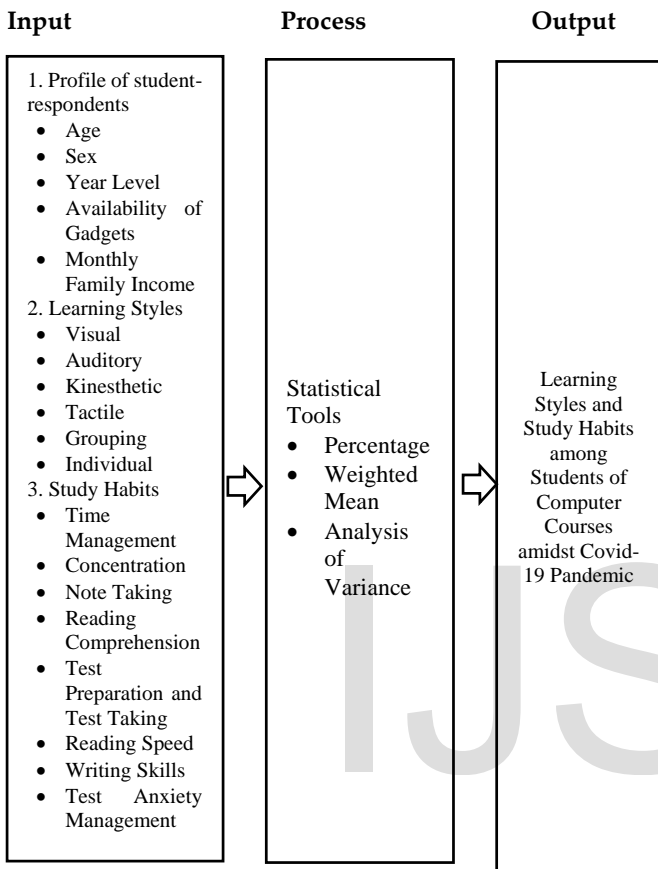 Input
Process
Output
1. Profile of student-
respondents
• Age
• Sex
• Year Level
• Availability of
Gadgets
• Monthly
Family Income
2. Learning Styles
• Visual
• Auditory
• Kinesthetic
• Tactile
• Grouping
• Individual
3. Study Habits
• Time
Management
• Concentration
• Note Taking
• Reading
Comprehension
• Test
Preparation and
Test Taking
• Reading Speed
• Writing Skills
• Test Anxiety
Management
Statistical
Tools
• Percentage
• Weighted
Mean
• Analysis
of
Variance
Learning
Styles and
Study Habits
among
Students of
Computer
Courses
amidst Covid-
19 Pandemic
IJS